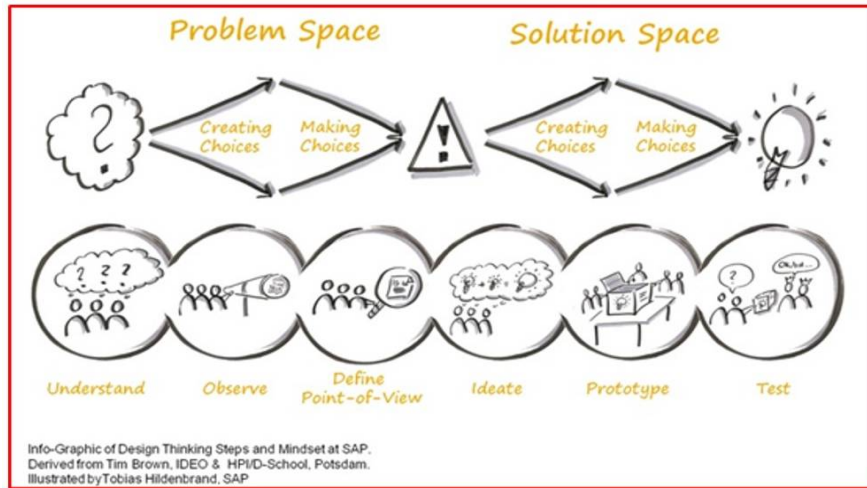 Problem Space
Solution Space
?
Creating
Choices
Making
Choices
!
Creating
Choices
Making
Choices
? ? ?
?
Understand
Observe
Define
Point-of-View
Ideate
Prototype
Test
Info-Graphic of Design Thinking Steps and Mindset at SAP.
Derived from Tim Brown, IDEO & HPI/D-School, Potsdam.
Illustrated by Tobias Hildenbrand, SAP